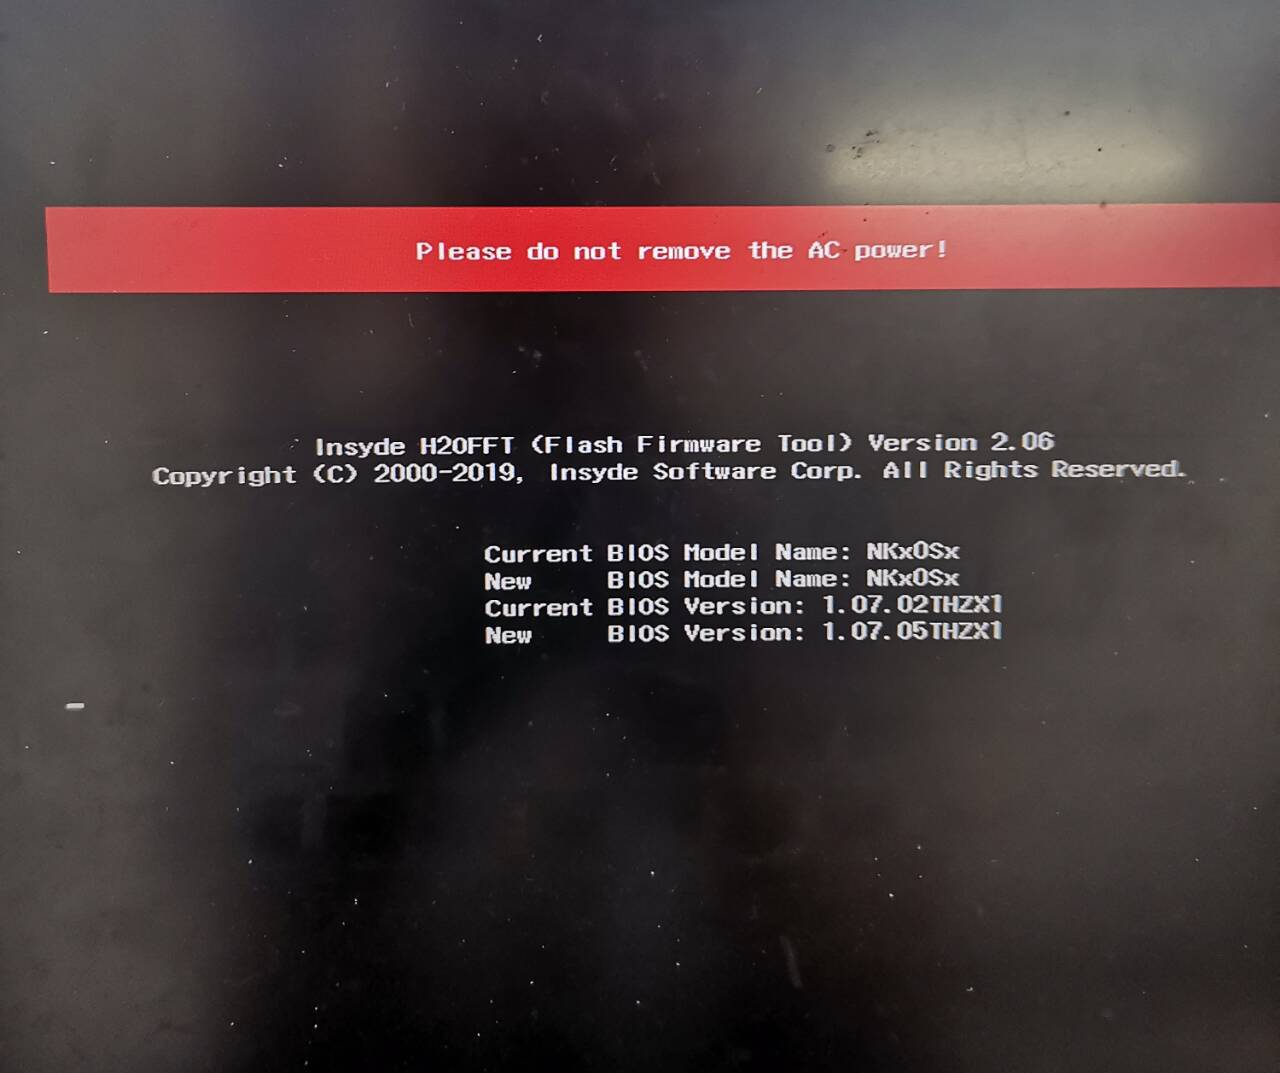 Please do not remove the AC power!
Insyde H2OFFT (Flash Firmware Tool) Version 2.06
Copyright (C) 2000-2019, Insyde Software Corp. All Rights Reserved.
Current BIOS Model Name: NKx0Sx
New BIOS Model Name: NKx0Sx
Current BIOS Version: 1.07.02THZX1
New BIOS Version: 1.07.05THZX1